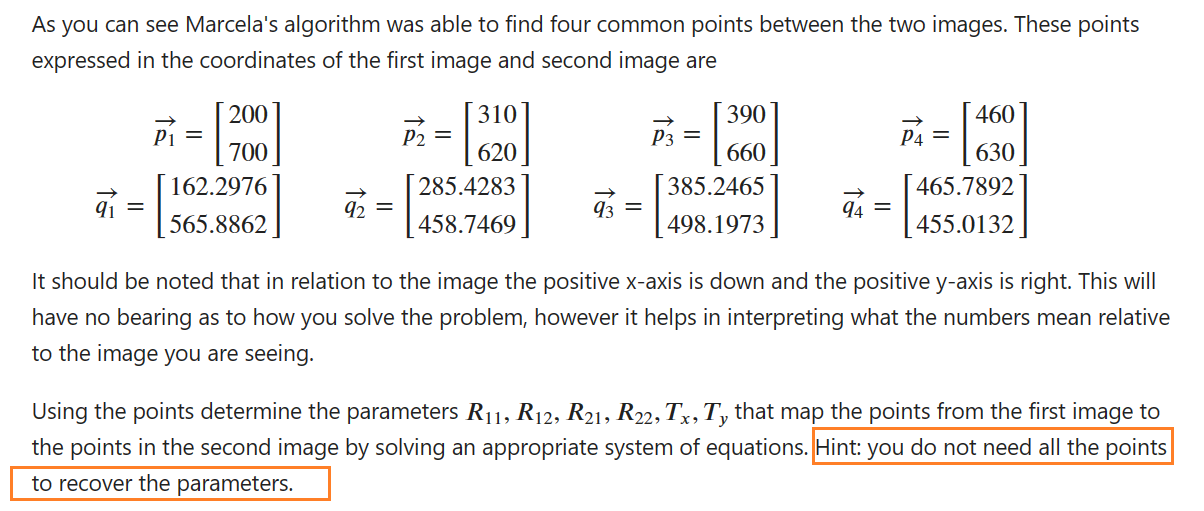 As you can see Marcela's algorithm was able to find four common points between the two images. These points
expressed in the coordinates of the first image and second image are
$\vec{p_1} = \begin{bmatrix} 200 \\ 700 \end{bmatrix}$ $\vec{p_2} = \begin{bmatrix} 310 \\ 620 \end{bmatrix}$ $\vec{p_3} = \begin{bmatrix} 390 \\ 660 \end{bmatrix}$ $\vec{p_4} = \begin{bmatrix} 460 \\ 630 \end{bmatrix}$
$\vec{q_1} = \begin{bmatrix} 162.2976 \\ 565.8862 \end{bmatrix}$ $\vec{q_2} = \begin{bmatrix} 285.4283 \\ 458.7469 \end{bmatrix}$ $\vec{q_3} = \begin{bmatrix} 385.2465 \\ 498.1973 \end{bmatrix}$ $\vec{q_4} = \begin{bmatrix} 465.7892 \\ 455.0132 \end{bmatrix}$
It should be noted that in relation to the image the positive x-axis is down and the positive y-axis is right. This will
have no bearing as to how you solve the problem, however it helps in interpreting what the numbers mean relative
to the image you are seeing.
Using the points determine the parameters $R_{11}, R_{12}, R_{21}, R_{22}, T_x, T_y$ that map the points from the first image to
the points in the second image by solving an appropriate system of equations. Hint: you do not need all the points
to recover the parameters.